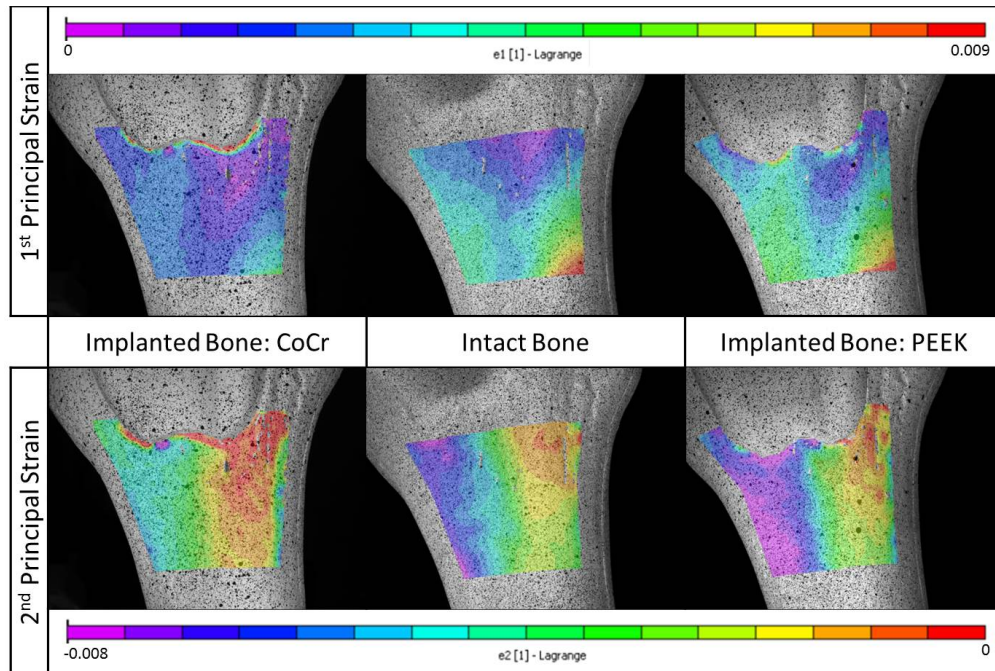 0
0.009
e1 [1] - Lagrange
1st Principal Strain
Implanted Bone: CoCr
Intact Bone
Implanted Bone: PEEK
2nd Principal Strain
-0.008
0
e2 [1] - Lagrange